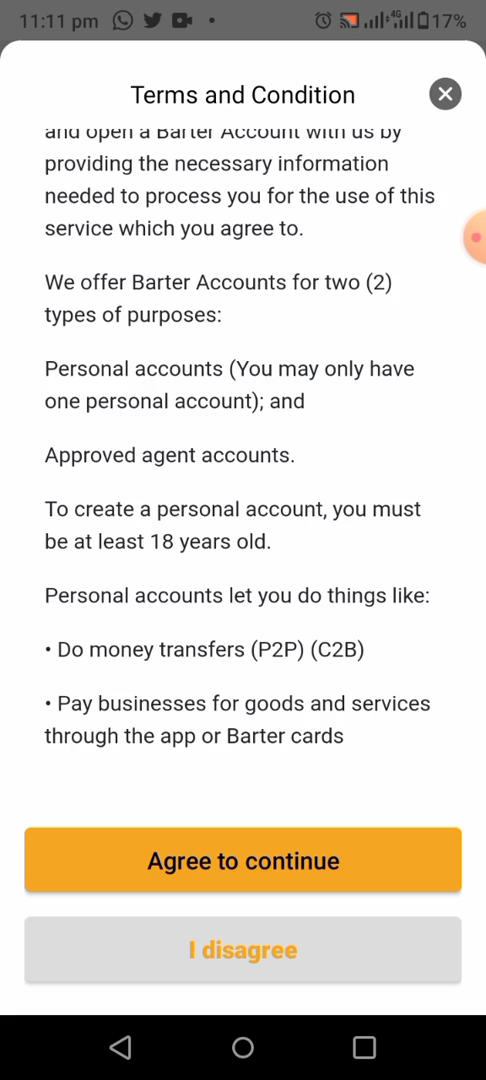 11:11 pm
4G
17%
Terms and Condition
and open a Barter Account with us by
providing the necessary information
needed to process you for the use of this
service which you agree to.
We offer Barter Accounts for two (2)
types of purposes:
Personal accounts (You may only have
one personal account); and
Approved agent accounts.
To create a personal account, you must
be at least 18 years old.
Personal accounts let you do things like:
• Do money transfers (P2P) (C2B)
• Pay businesses for goods and services
through the app or Barter cards
Agree to continue
I disagree